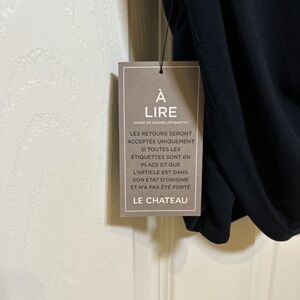 À
LIRE
(AVANT DE COUPER L'ÉTIQUETTE)
LES RETOURS SERONT
ACCEPTÉS UNIQUEMENT
SI TOUTES LES
ÉTIQUETTES SONT EN
PLACE ET QUE
L'ARTICLE EST DANS
SON ÉTAT D'ORIGINE
ET N'A PAS ÉTÉ PORTÉ
LE CHATEAU